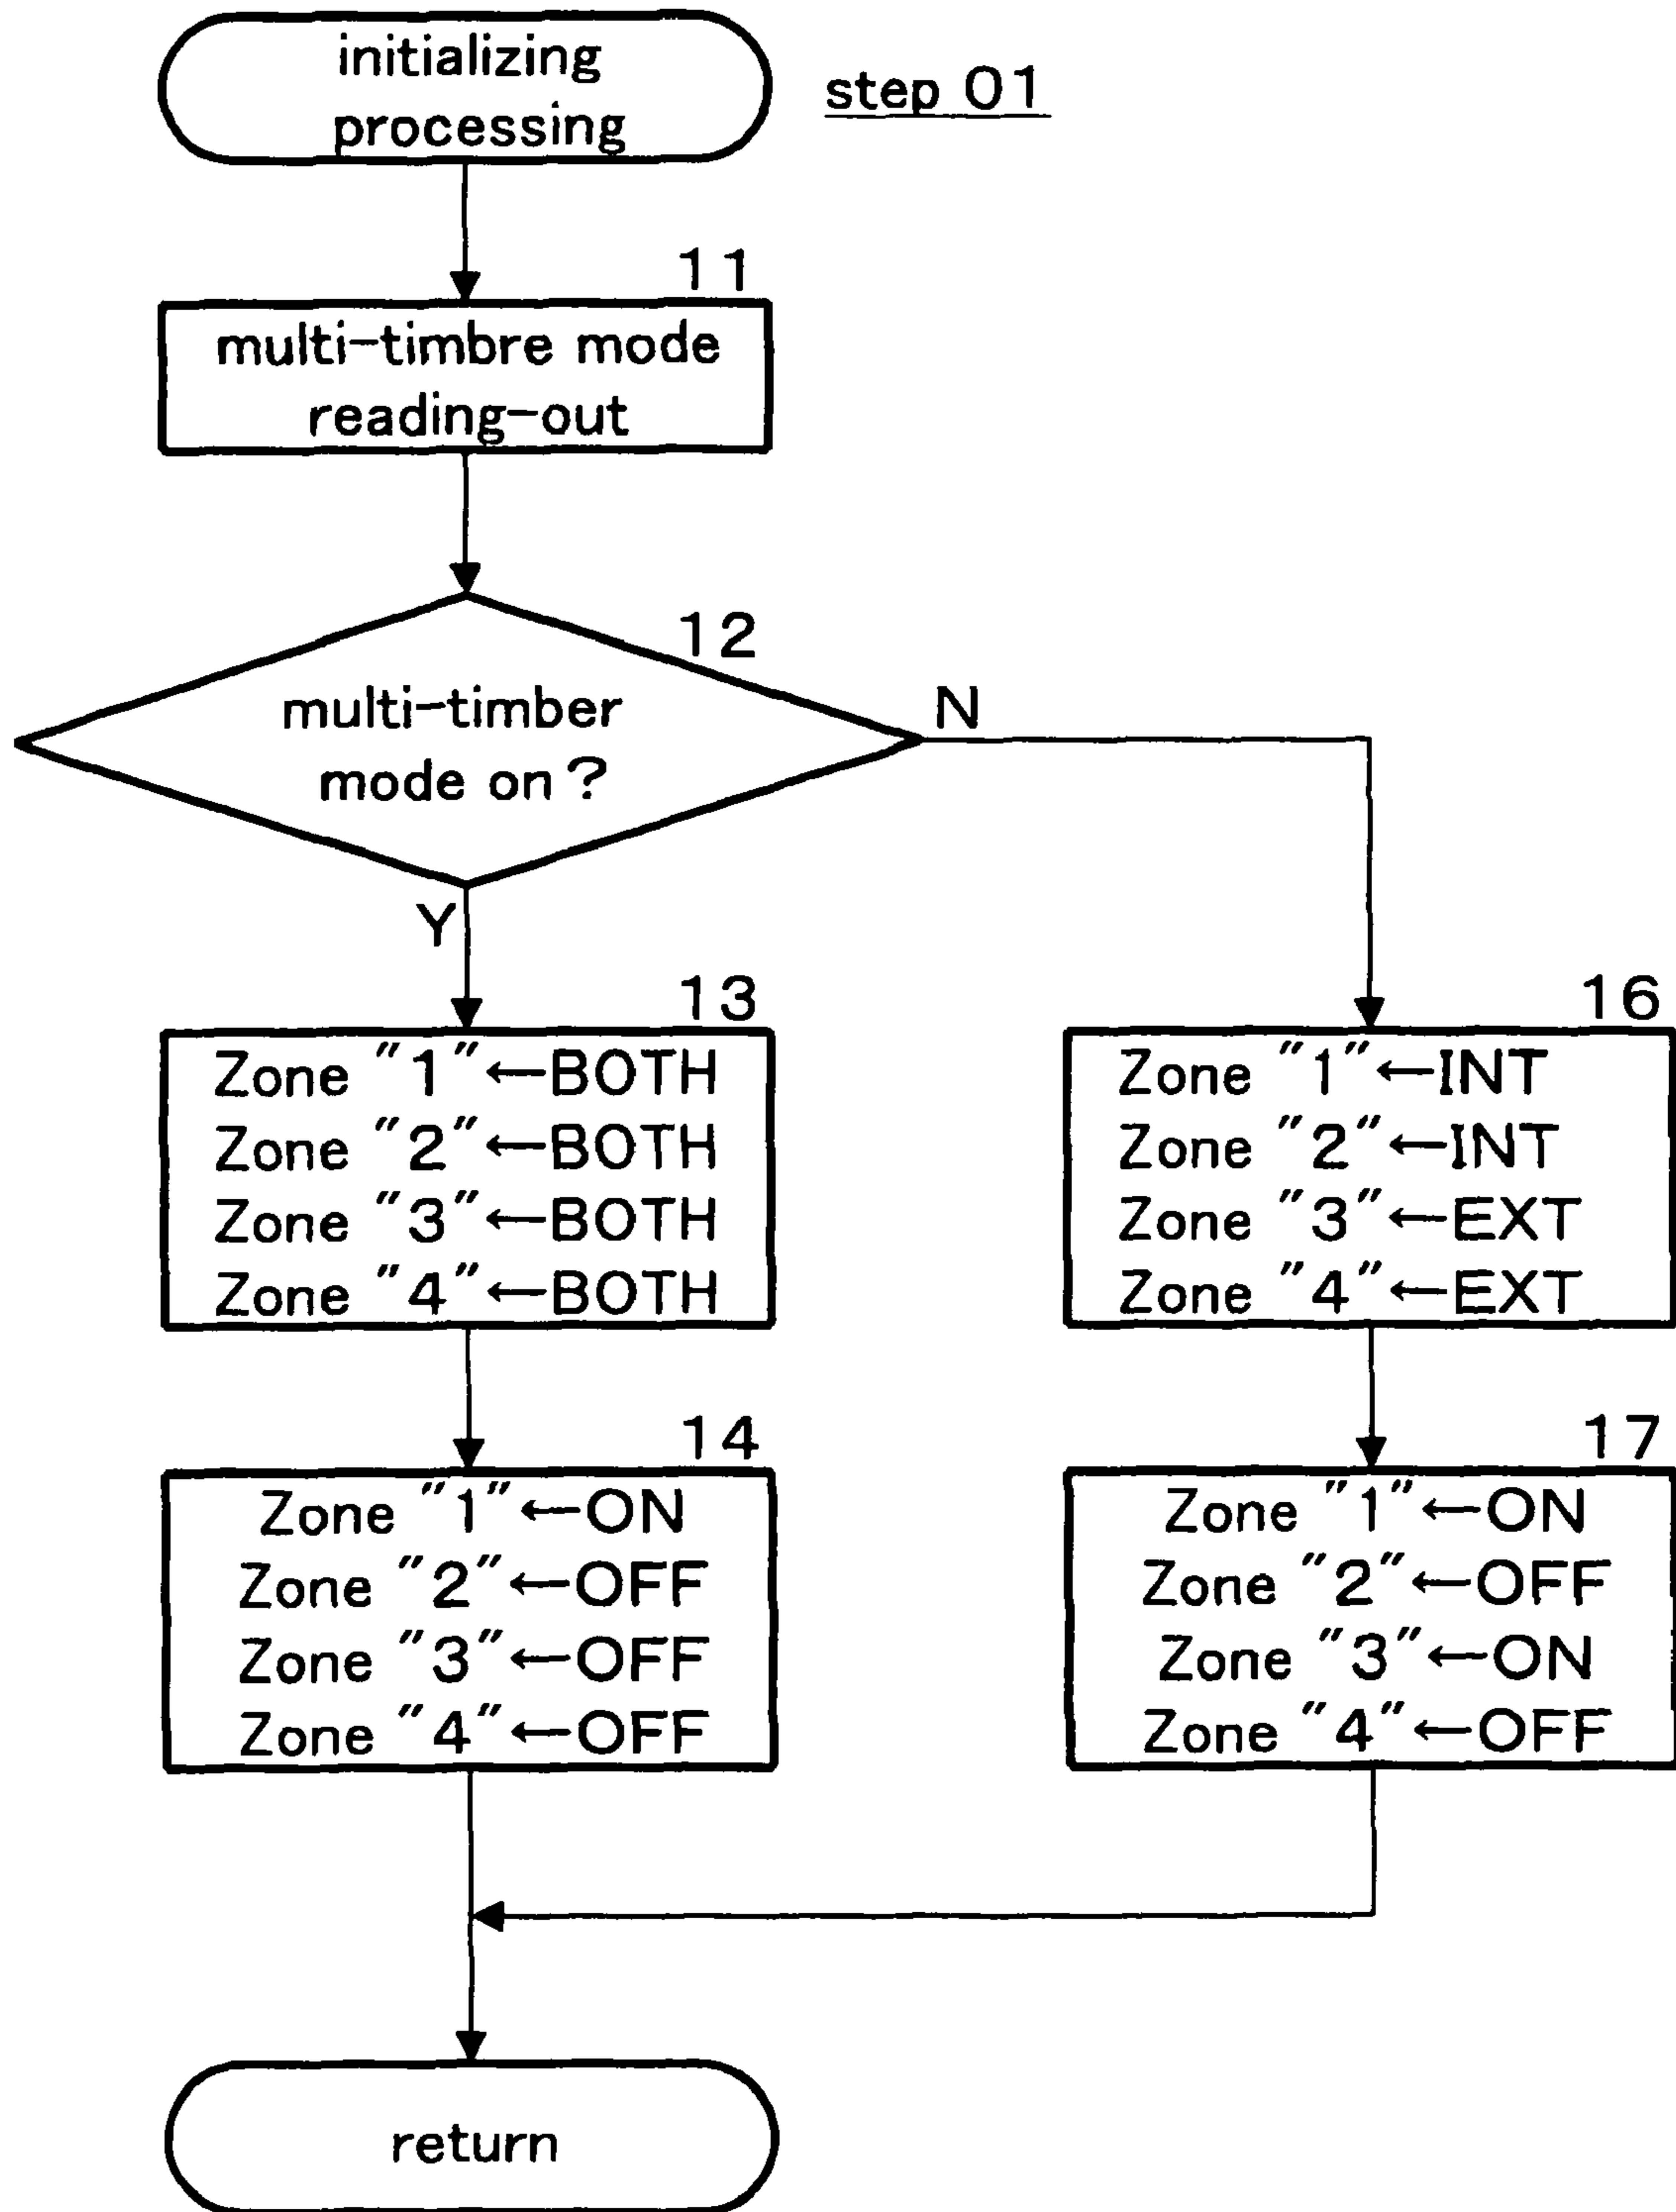 initializing
processing
step 01
11
multi-timbre mode
reading-out
12
multi-timber
mode on ?
N
Y
13
Zone "1"←BOTH
Zone "2"←BOTH
Zone "3"←BOTH
Zone "4"←BOTH
16
Zone "1"←INT
Zone "2"←INT
Zone "3"←EXT
Zone "4"←EXT
14
Zone "1"←ON
Zone "2"←OFF
Zone "3"←OFF
Zone "4"←OFF
17
Zone "1"←ON
Zone "2"←OFF
Zone "3"←ON
Zone "4"←OFF
return